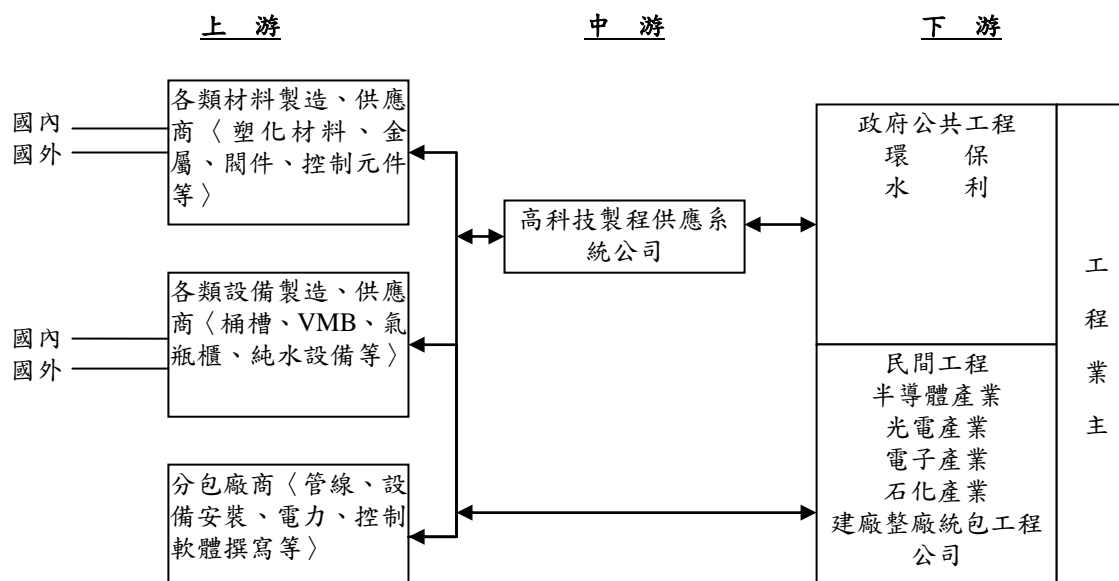 上 游
中 游
下 游
國內
國外
各類材料製造、供應
商〈塑化材料、金
屬、閥件、控制元件
等〉
國內
國外
各類設備製造、供應
商〈桶槽、VMB、氣
瓶櫃、純水設備等〉
分包廠商〈管線、設
備安裝、電力、控制
軟體撰寫等〉
高科技製程供應系
統公司
政府公共工程
環 保
水 利
民間工程
半導體產業
光電產業
電子產業
石化產業
建廠整廠統包工程
公司
工
程
業
主